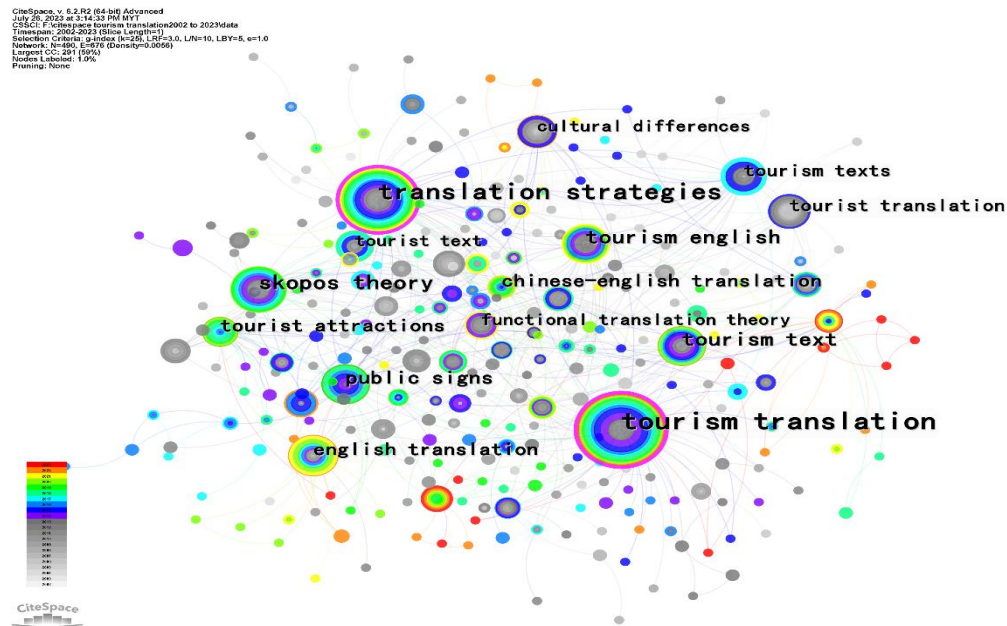 CiteSpace, v. 6.2.R2 (64-bit) Advanced
July 26, 2023 at 3:14:33 PM MYT
CSSCI: F:\citespace tourism translation2002 to 2023\data
Timespan: 2002-2023 (Slice Length=1)
Selection Criteria: g-index (k=25), LRF=3.0, L/N=10, LBY=5, e=1.0
Network: N=490, E=676 (Density=0.0056)
Largest CC: 291 (59%)
Nodes Labeled: 1.0%
Pruning: None
cultural differences
tourism texts
translation strategies
tourist translation
tourist text
tourism english
skopos theory
chinese-english translation
tourist attractions
functional translation theory
tourism text
public signs
tourism translation
english translation
CiteSpace